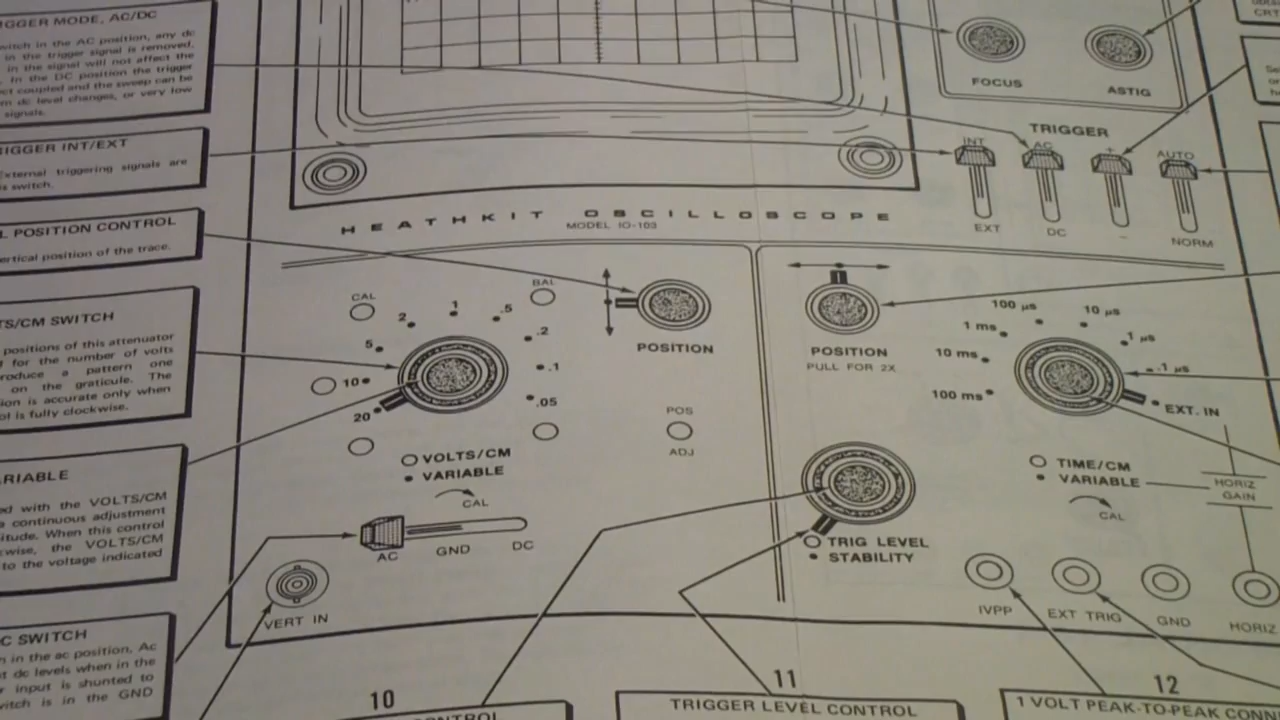 IGGER MODE, AC/DC
witch in the AC position, any dc
in the trigger signal is removed,
in the signal will not affect the
In the DC position the trigger
ct coupled and the sweep can be
m dc level changes, or very low
signals.
IGGER INT/EXT
External triggering signals are
s switch.
L POSITION CONTROL
ertical position of the trace.
TS/CM SWITCH
positions of this attenuator
for the number of volts
roduce a pattern one
on the graticule. The
ion is accurate only when
ol is fully clockwise.
ARIABLE
ed with the VOLTS/CM
s continuous adjustment
itude. When this control
wise, the VOLTS/CM
to the voltage indicated
C SWITCH
n in the ac position, Ac
t dc levels when in the
r input is shunted to
witch is in the GND
FOCUS
ASTIG
CRT
TRIGGER
INT
AC
+
AUTO
EXT
DC
−
NORM
HEATHKIT OSCILLOSCOPE
MODEL IO-103
CAL
BAL
20
10
5
2
1
.5
.2
.1
.05
VOLTS/CM
VARIABLE
CAL
POSITION
POS
ADJ
AC
GND
DC
VERT IN
POSITION
PULL FOR 2X
100 ms
10 ms
1 ms
100 µs
10 µs
1 µs
.1 µs
EXT. IN
TIME/CM
VARIABLE
CAL
HORIZ
GAIN
TRIG LEVEL
STABILITY
IVPP
EXT TRIG
GND
HORIZ
10
CONTROL
11
TRIGGER LEVEL CONTROL
12
1 VOLT PEAK-TO-PEAK CONN